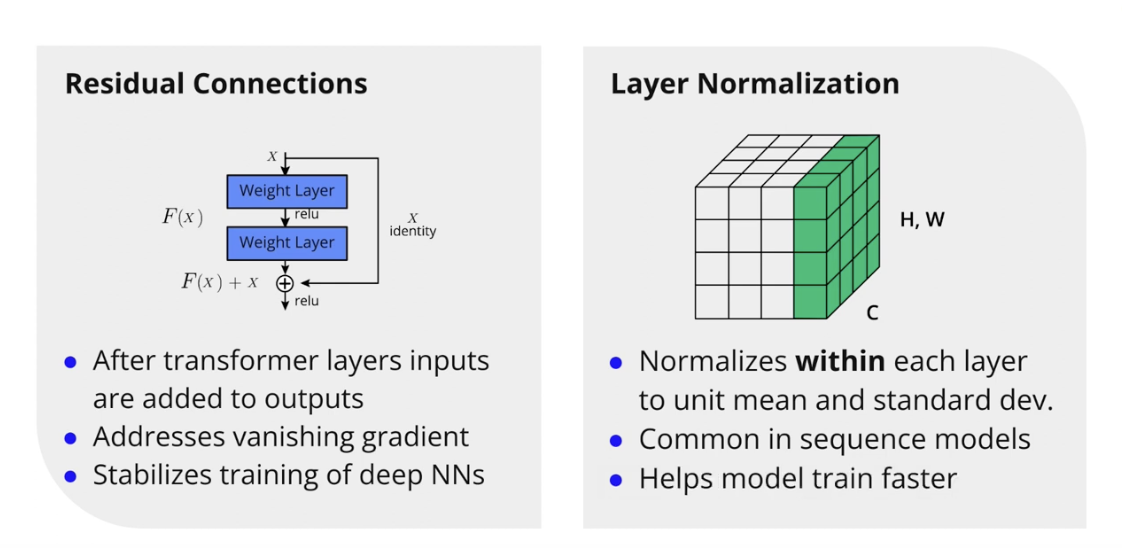 Residual Connections
X
Weight Layer
relu
F(x)
X
identity
Weight Layer
F(x) + x
relu
After transformer layers inputs
are added to outputs
Addresses vanishing gradient
Stabilizes training of deep NNs
Layer Normalization
H, W
C
Normalizes within each layer
to unit mean and standard dev.
Common in sequence models
Helps model train faster